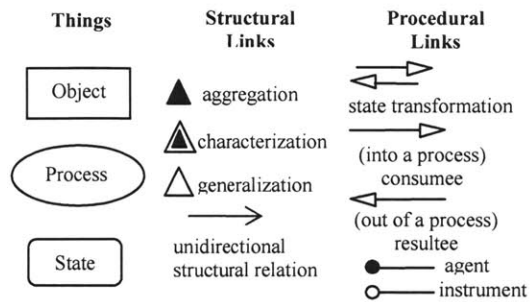 Things
Object
Process
State
Structural
Links
aggregation
characterization
generalization
unidirectional
structural relation
Procedural
Links
state transformation
(into a process)
consumee
(out of a process)
resultee
agent
instrument